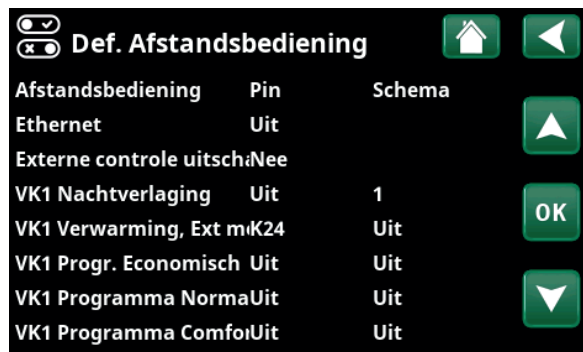 Def. Afstandsbediening
Afstandsbediening Pin Schema
Ethernet Uit
Externe controle uitscha Nee
VK1 Nachtverlaging Uit 1
OK
VK1 Verwarming, Ext m K24 Uit
VK1 Progr. Economisch Uit Uit
VK1 Programma Norma Uit Uit
VK1 Programma Comfo Uit Uit